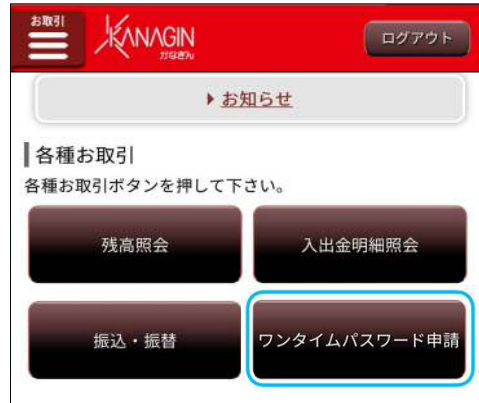 お取引
KANAGIN
かなぎん
ログアウト
お知らせ
各種お取引
各種お取引ボタンを押して下さい。
残高照会
入出金明細照会
振込・振替
ワンタイムパスワード申請